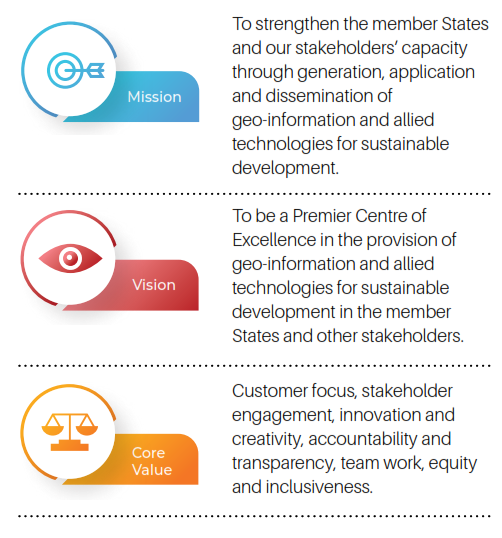 Mission
To strengthen the member States
and our stakeholders’ capacity
through generation, application
and dissemination of
geo-information and allied
technologies for sustainable
development.
Vision
To be a Premier Centre of
Excellence in the provision of
geo-information and allied
technologies for sustainable
development in the member
States and other stakeholders.
Core
Value
Customer focus, stakeholder
engagement, innovation and
creativity, accountability and
transparency, team work, equity
and inclusiveness.